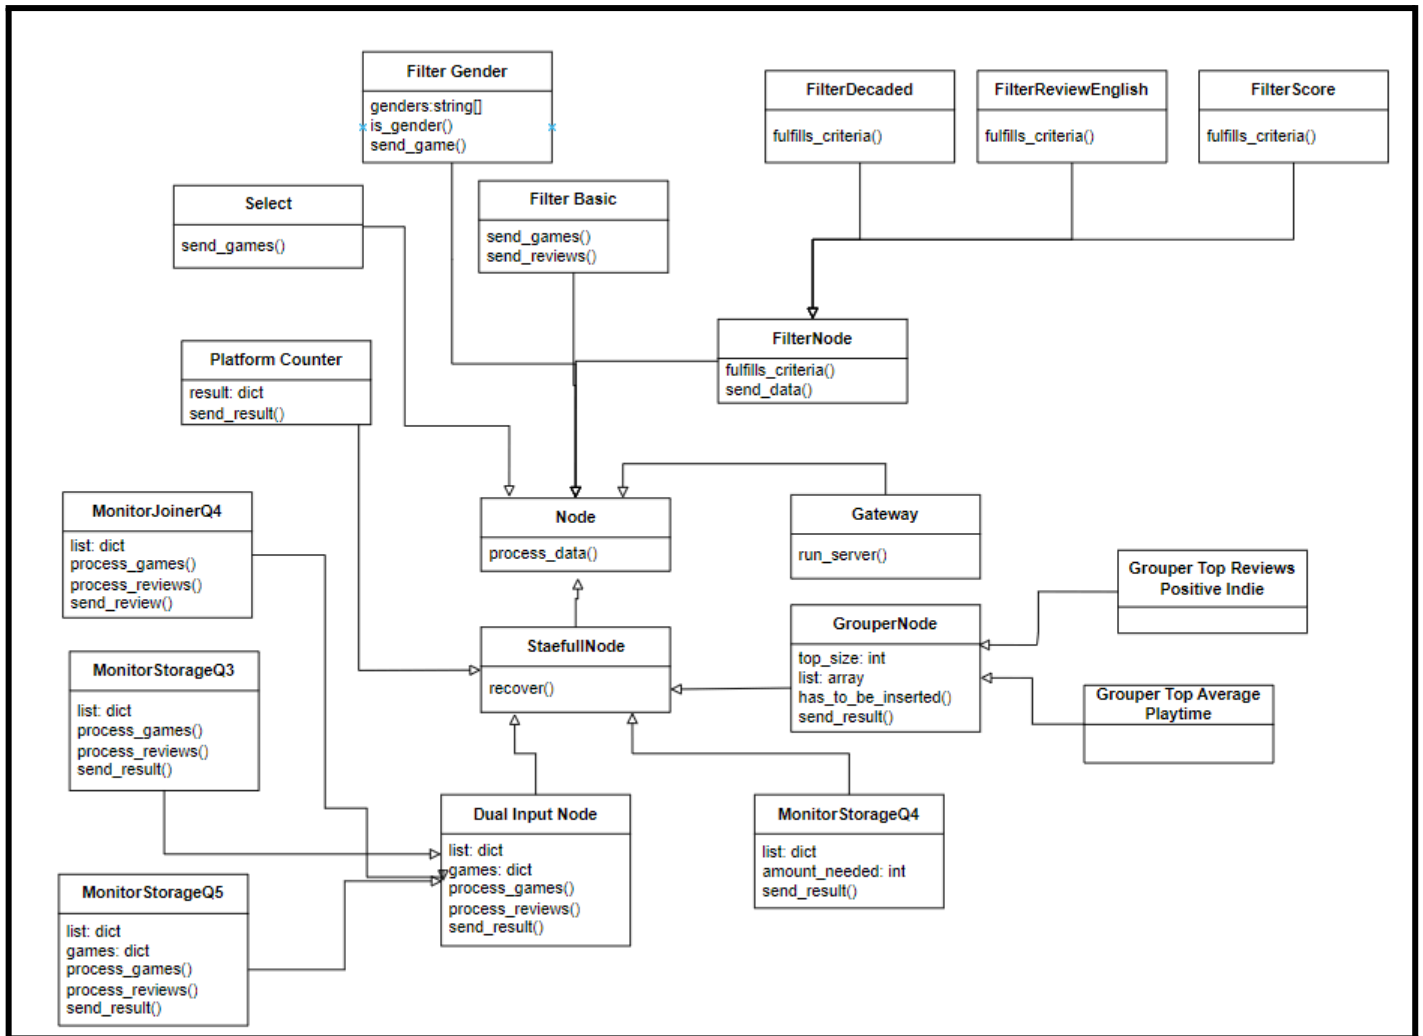 Filter Gender
genders:string[]
is_gender()
send_game()
FilterDecaded
fulfills_criteria()
FilterReviewEnglish
fulfills_criteria()
FilterScore
fulfills_criteria()
Select
send_games()
Filter Basic
send_games()
send_reviews()
FilterNode
fulfills_criteria()
send_data()
Platform Counter
result: dict
send_result()
Node
process_data()
Gateway
run_server()
MonitorJoinerQ4
list: dict
process_games()
process_reviews()
send_review()
Grouper Top Reviews
Positive Indie
StaefullNode
recover()
GrouperNode
top_size: int
list: array
has_to_be_inserted()
send_result()
MonitorStorageQ3
list: dict
process_games()
process_reviews()
send_result()
Grouper Top Average
Playtime
Dual Input Node
list: dict
games: dict
process_games()
process_reviews()
send_result()
MonitorStorageQ4
list: dict
amount_needed: int
send_result()
MonitorStorageQ5
list: dict
games: dict
process_games()
process_reviews()
send_result()